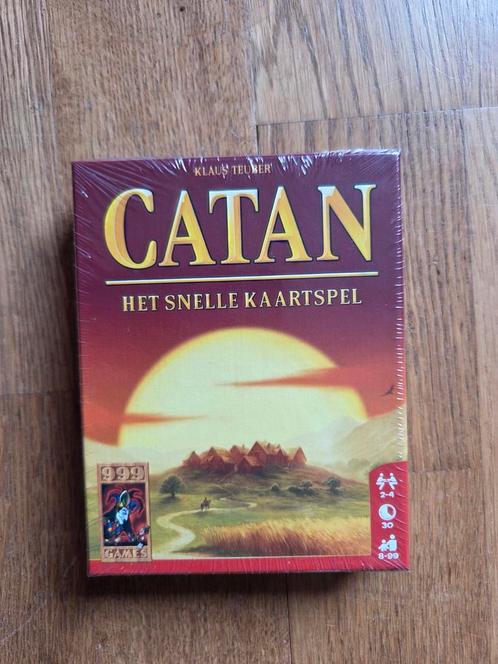 KLAUS TEUBER
CATAN
HET SNELLE KAARTSPEL
999
GAMES
2-4
30
8-99